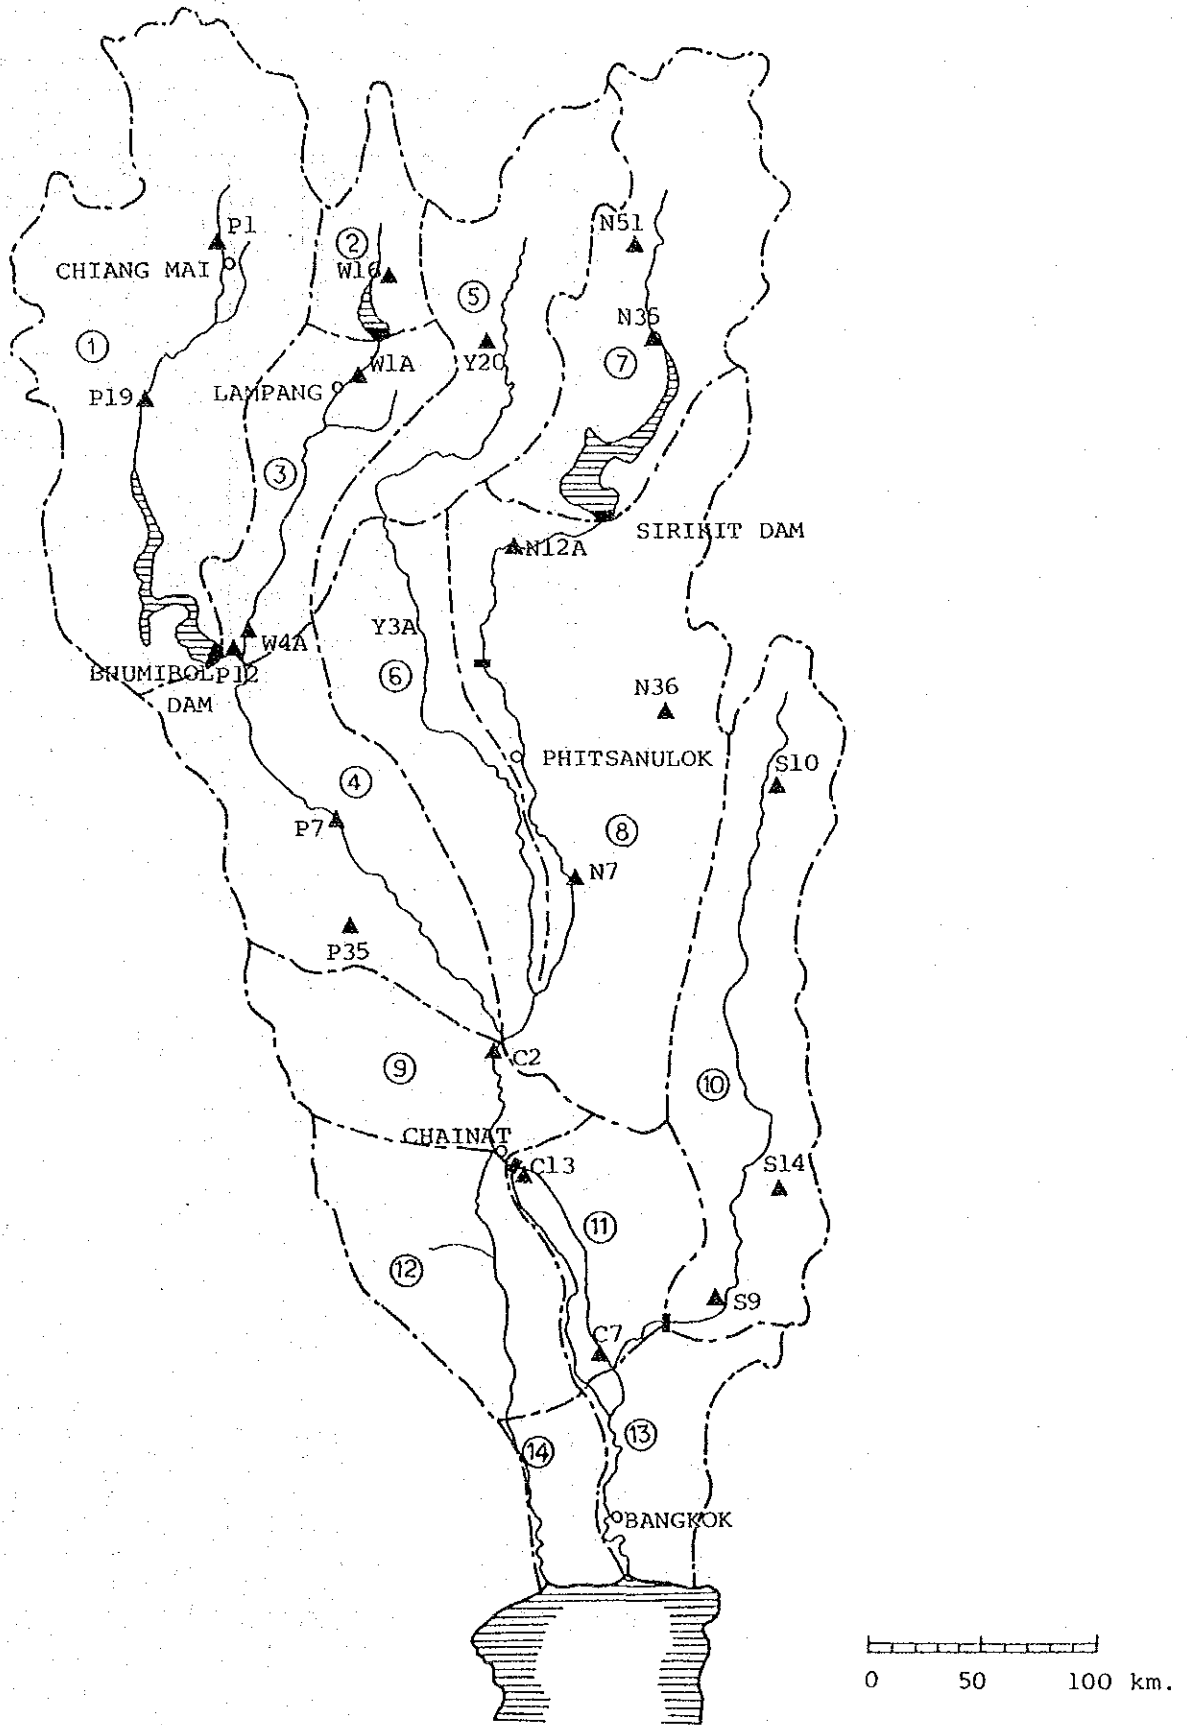 P1
N51
②
CHIANG MAI
W16
⑤
N35
①
Y20
⑦
W1A
LAMPANG
P19
③
SIRIKIT DAM
N12A
Y3A
W4A
BHUMIBOL P12
DAM
⑥
N36
PHITSANULOK
S10
④
P7
⑧
N7
P35
C2
⑨
⑩
CHAINAT
C13
S14
⑪
⑫
S9
C7
⑬
⑭
BANGKOK
0 50 100 km.